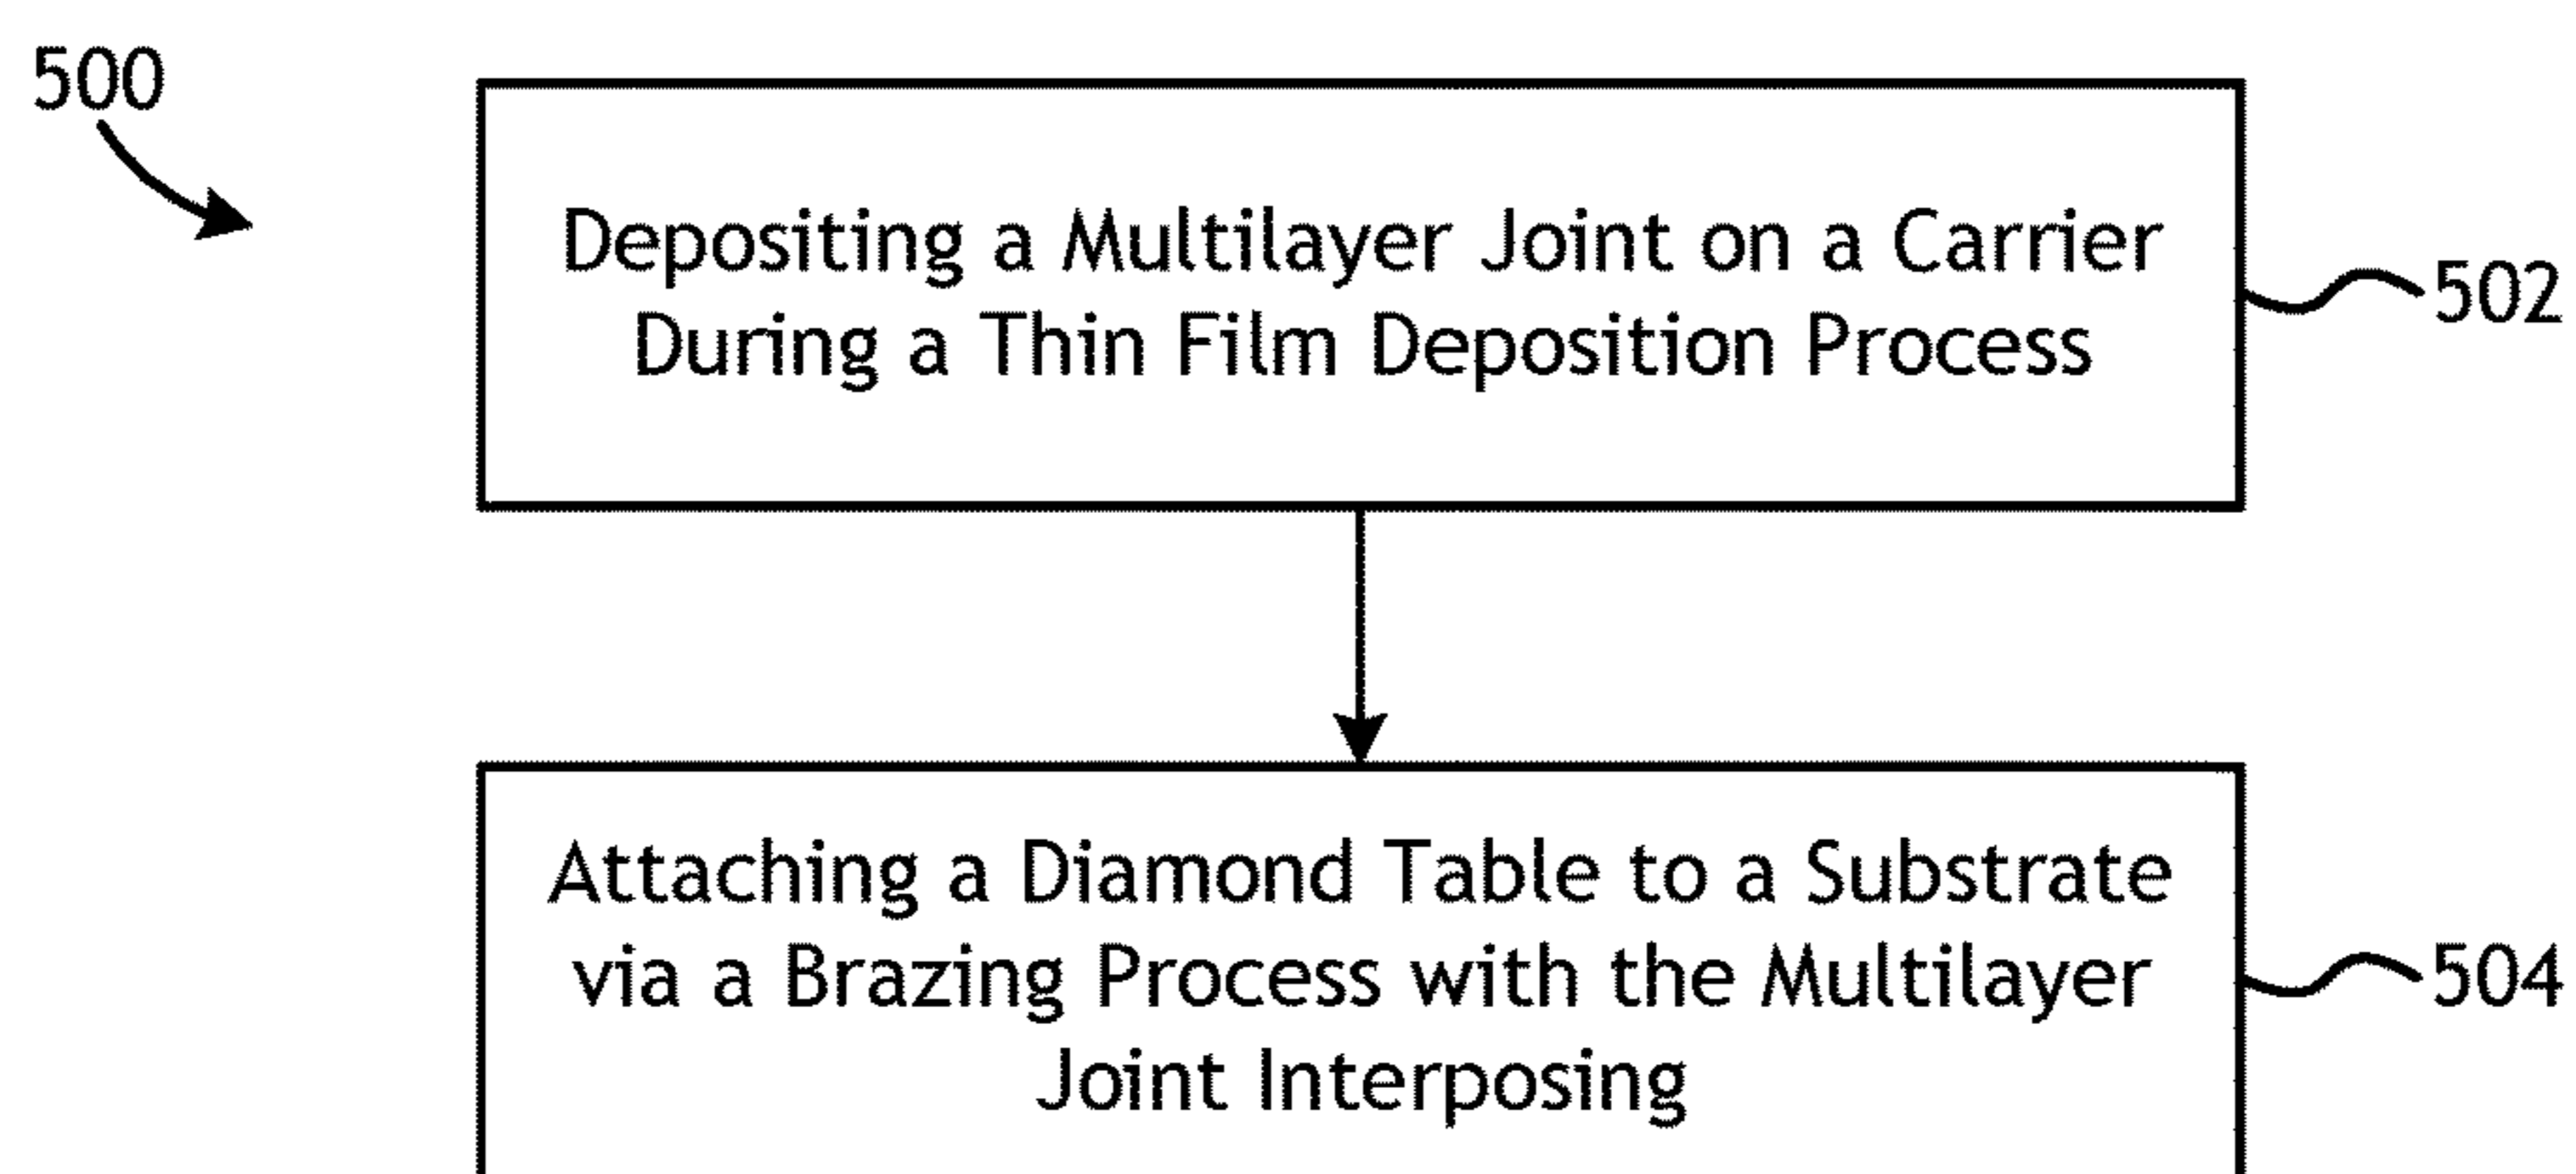 500
Depositing a Multilayer Joint on a Carrier
During a Thin Film Deposition Process
502
Attaching a Diamond Table to a Substrate
via a Brazing Process with the Multilayer
Joint Interposing
504